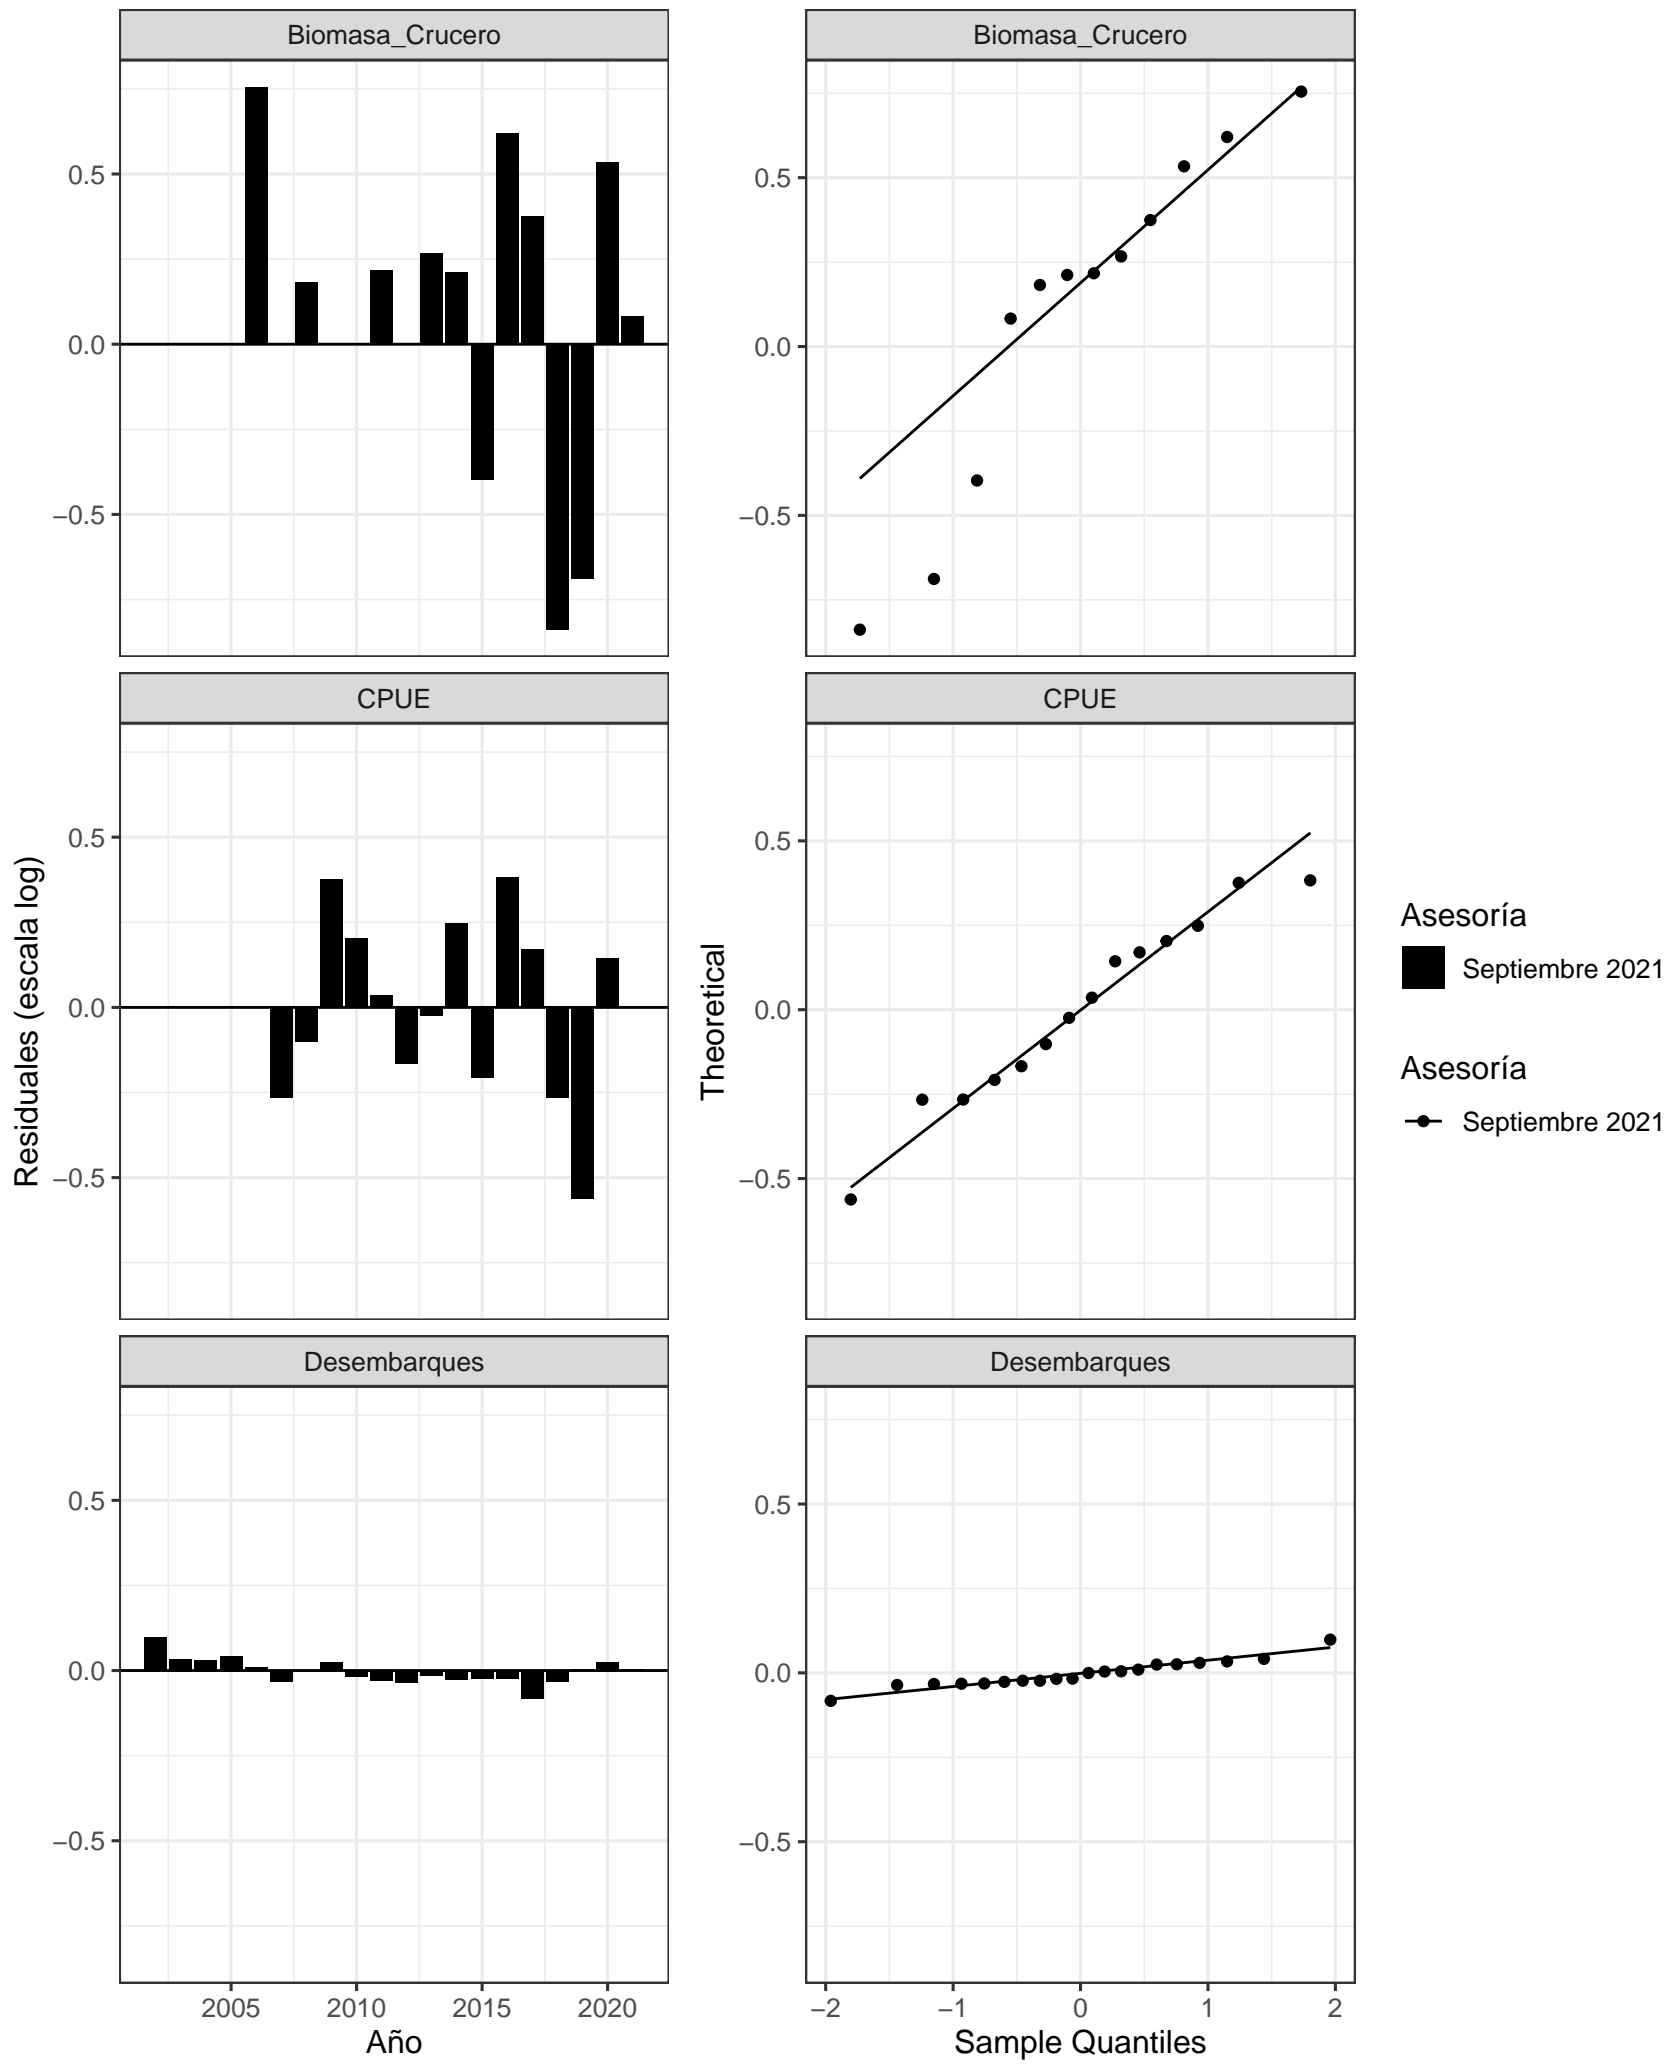 Biomasa_Crucero
0.5
0.0
−0.5
CPUE
0.5
0.0
−0.5
Desembarques
0.5
0.0
−0.5
2005 2010 2015 2020
Año
Residuales (escala log)
Biomasa_Crucero
0.5
0.0
−0.5
CPUE
0.5
0.0
−0.5
Desembarques
0.5
0.0
−0.5
−2 −1 0 1 2
Sample Quantiles
Theoretical
Asesoría
Septiembre 2021
Asesoría
Septiembre 2021